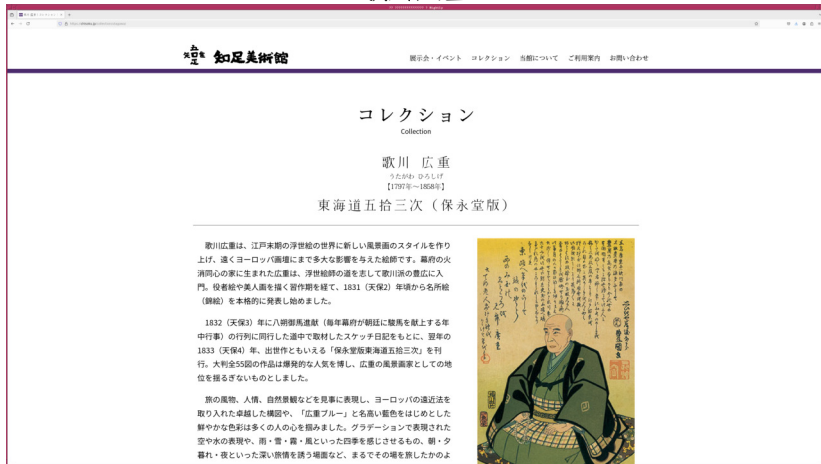 知足美術館
展示会・イベント コレクション 当館について ご利用案内 お問い合わせ
コレクション
Collection
歌川 広重
うたがわ ひろしげ
【1797年～1858年】
東海道五拾三次（保永堂版）
歌川広重は、江戸末期の浮世絵の世界に新しい風景画のスタイルを作り
上げ、遠くヨーロッパ画壇にまで多大な影響を与えた絵師です。幕府の火
消同心の家に生まれた広重は、浮世絵師の道を志して歌川派の豊広に入
門。役者絵や美人画を描く習作期を経て、1831（天保2）年頃から名所絵
（錦絵）を本格的に発表し始めました。
1832（天保3）年に八朔御馬進献（毎年幕府が朝廷に駿馬を献上する年
中行事）の行列に同行した道中で取材したスケッチ日記をもとに、翌年の
1833（天保4）年、出世作ともいえる「保永堂版東海道五拾三次」を刊
行。大判全55図の作品は爆発的な人気を博し、広重の風景画家としての地
位を揺るぎないものとしました。
旅の風物、人情、自然景観などを見事に表現し、ヨーロッパの遠近法を
取り入れた卓越した構図や、「広重ブルー」と名高い藍色をはじめとした
鮮やかな色彩は多くの人の心を掴みました。グラデーションで表現された
空や水の表現や、雨・雪・霧・風といった四季を感じさせるもの、朝・夕
暮れ・夜といった深い旅情を誘う場面など、まるでその場を旅したかのよ